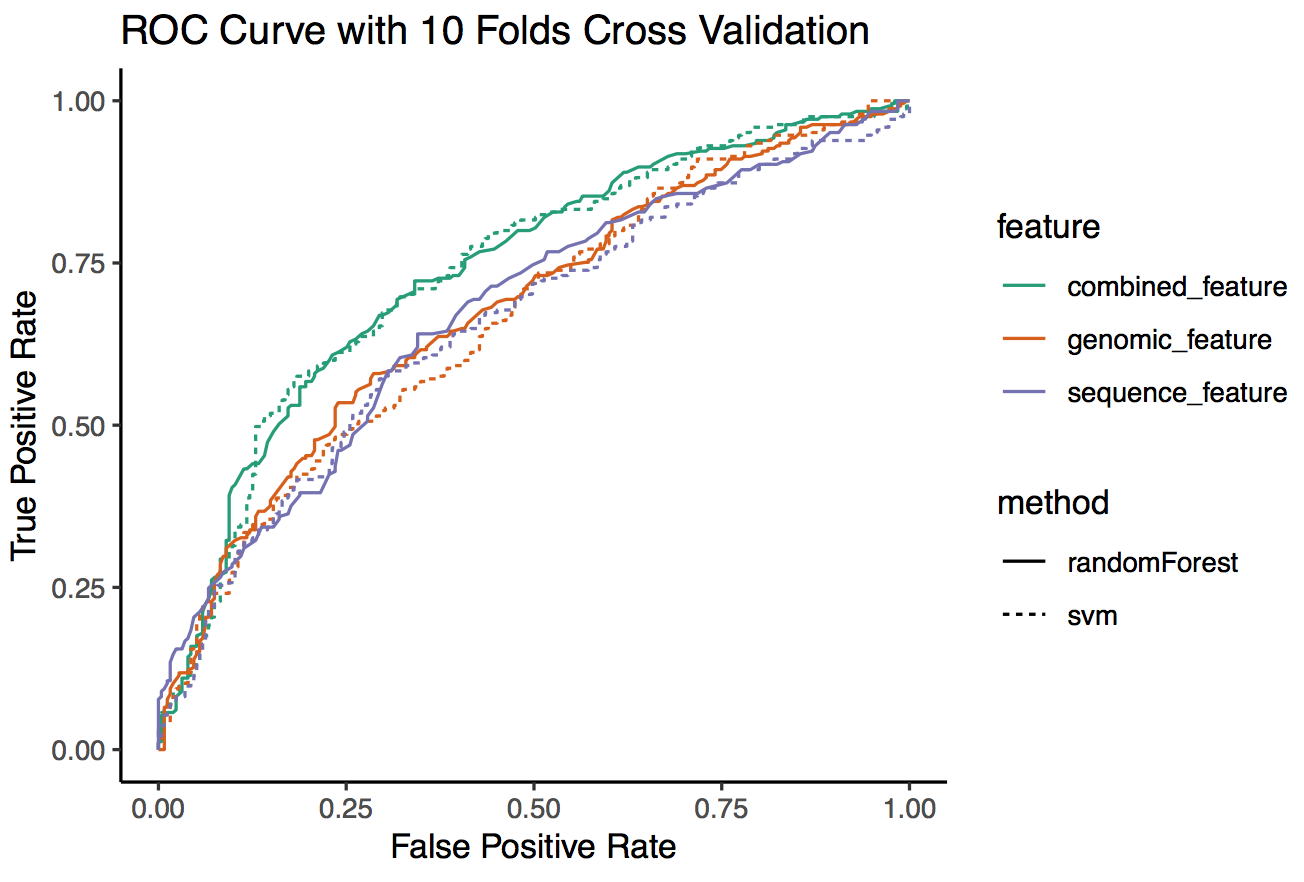 ROC Curve with 10 Folds Cross Validation
True Positive Rate
1.00
0.75
0.50
0.25
0.00
0.00 0.25 0.50 0.75 1.00
False Positive Rate
feature
combined_feature
genomic_feature
sequence_feature
method
randomForest
svm